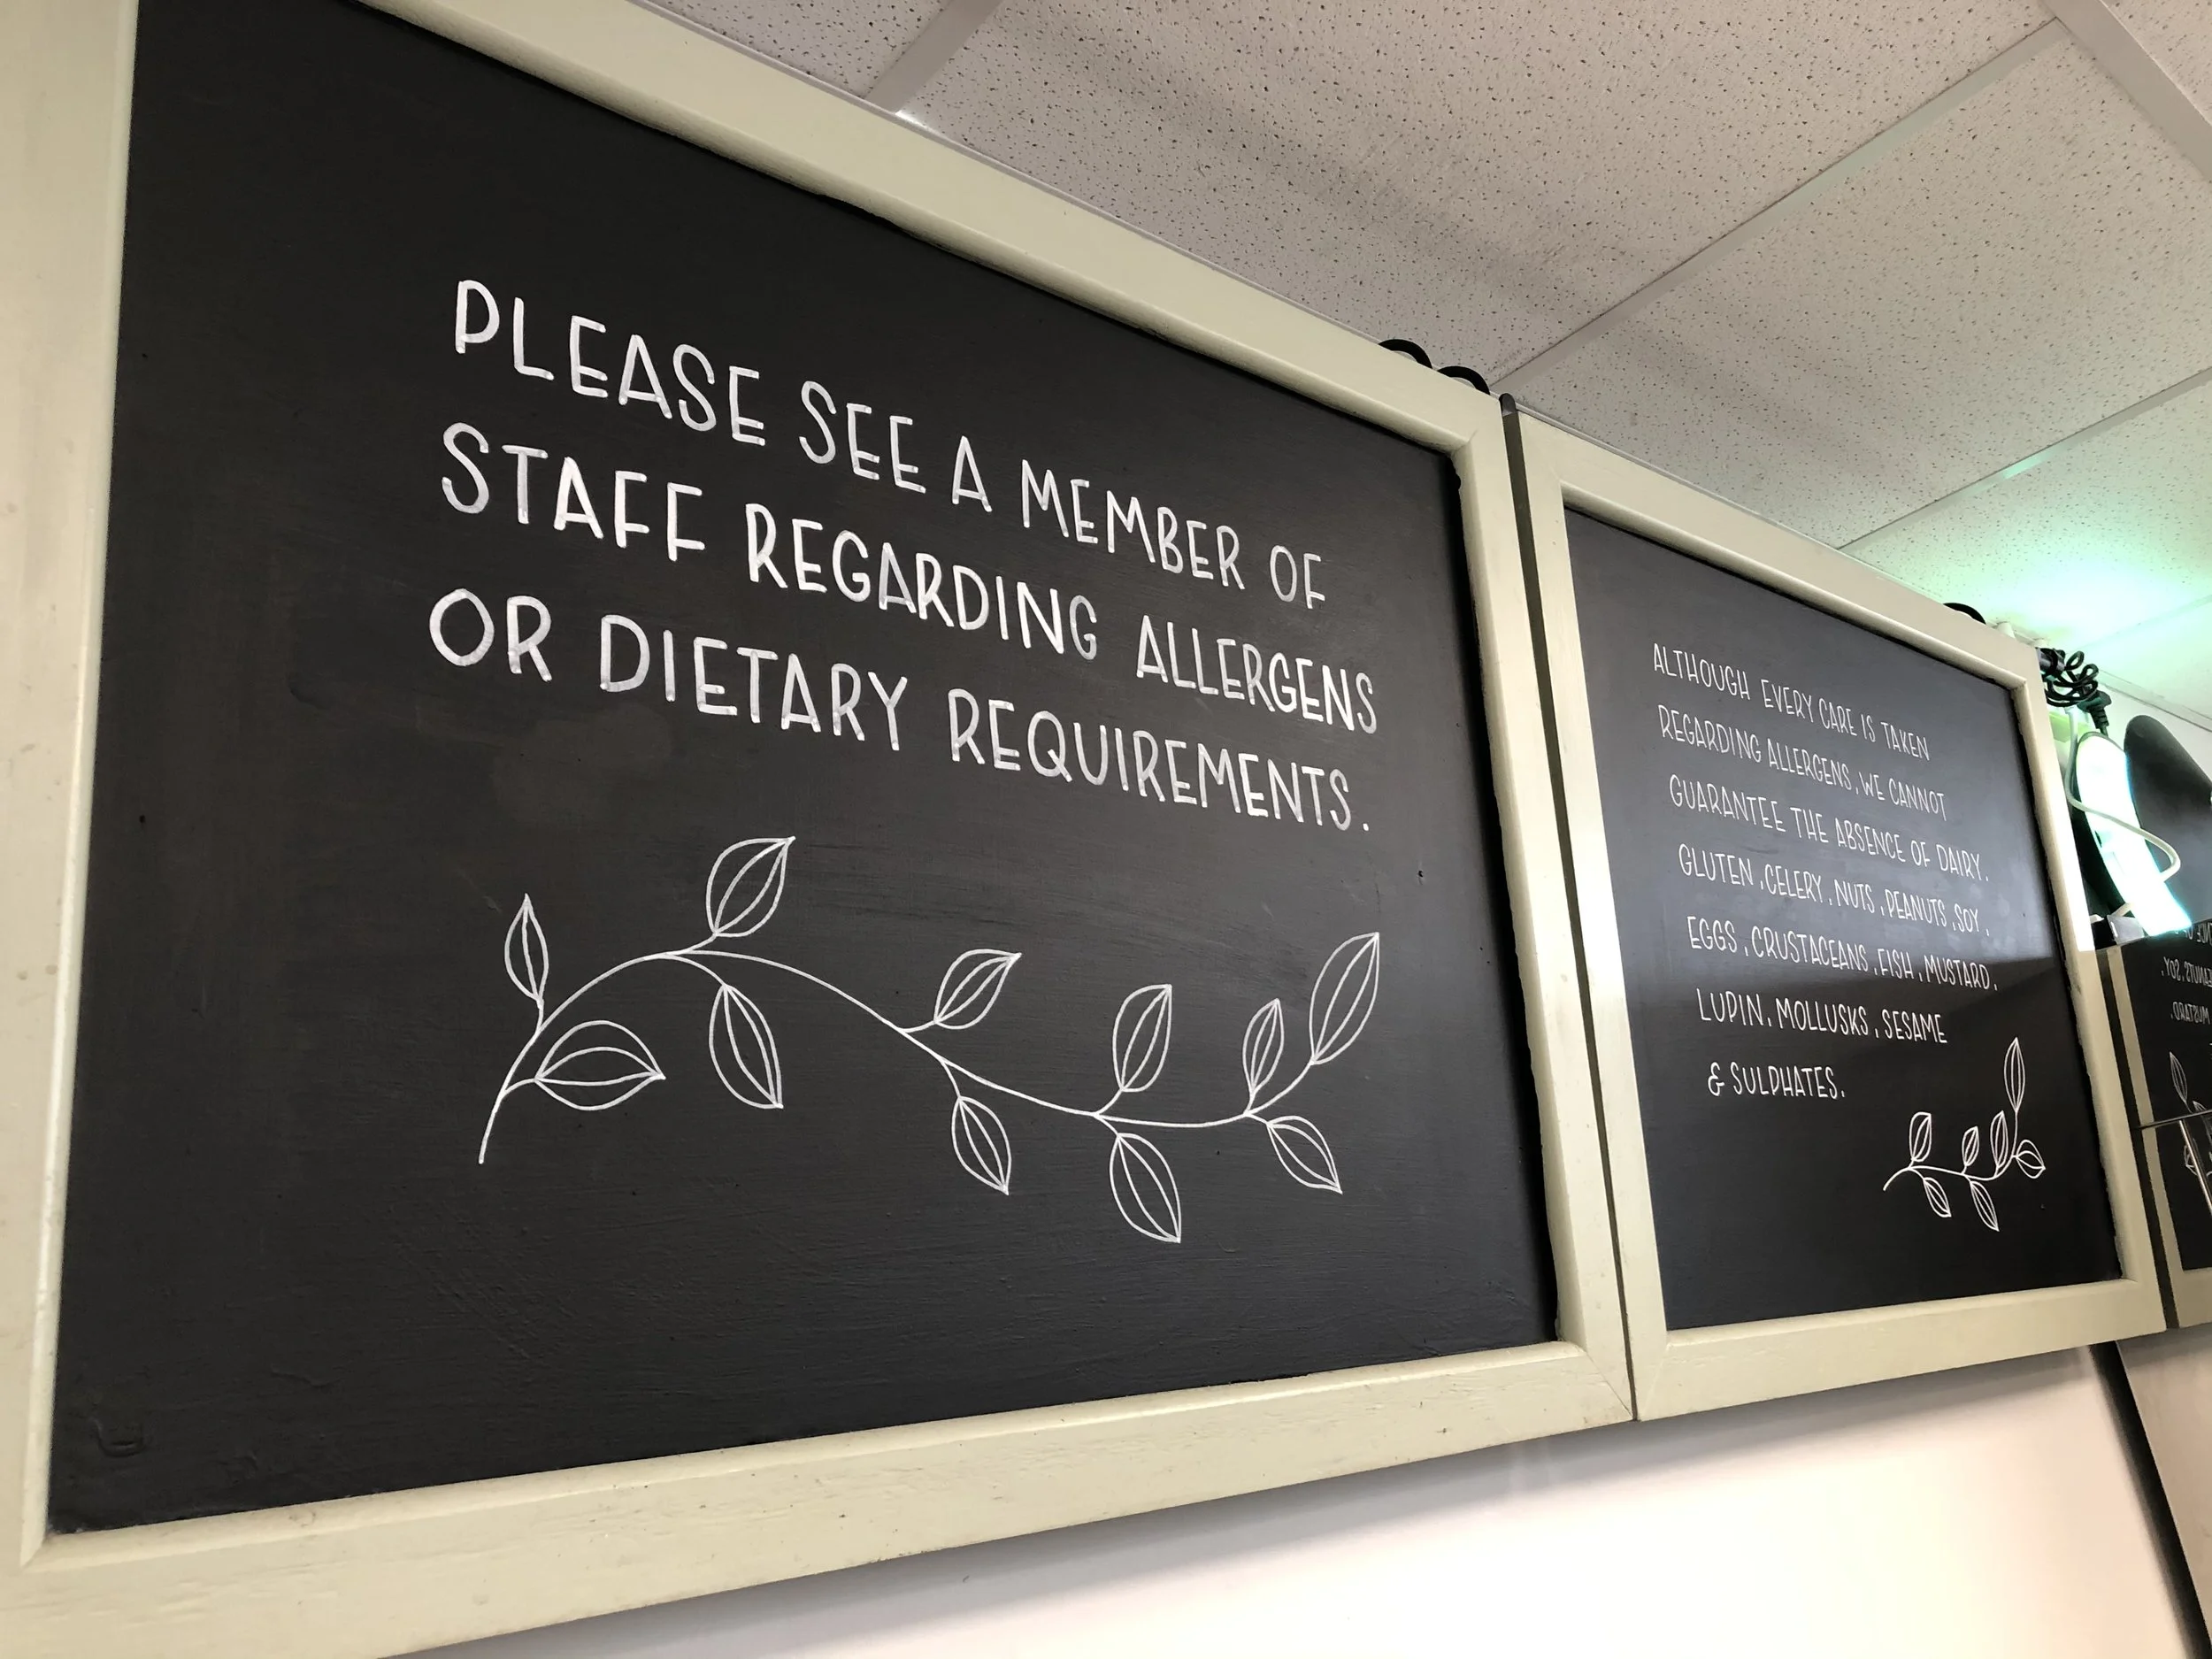 PLEASE SEE A MEMBER OF
STAFF REGARDING ALLERGENS
OR DIETARY REQUIREMENTS.
ALTHOUGH EVERY CARE IS TAKEN
REGARDING ALLERGENS, WE CANNOT
GUARANTEE THE ABSENCE OF DAIRY,
GLUTEN, CELERY, NUTS, PEANUTS, SOY,
EGGS, CRUSTACEANS, FISH, MUSTARD,
LUPIN, MOLLUSKS, SESAME
& SULPHATES.